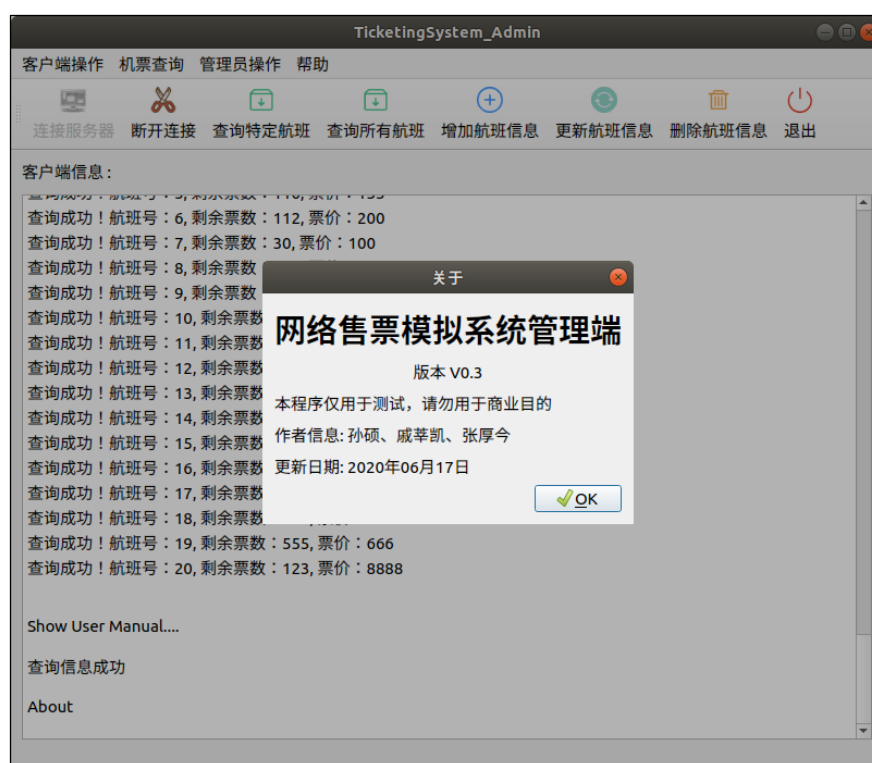 TicketingSystem_Admin
客户端操作 机票查询 管理员操作 帮助
连接服务器 断开连接 查询特定航班 查询所有航班 增加航班信息 更新航班信息 删除航班信息 退出
客户端信息:
查询成功！航班号：6, 剩余票数：112, 票价：200
查询成功！航班号：7, 剩余票数：30, 票价：100
查询成功！航班号：8, 剩余票数
查询成功！航班号：9, 剩余票数
查询成功！航班号：10, 剩余票数
查询成功！航班号：11, 剩余票数
查询成功！航班号：12, 剩余票数
查询成功！航班号：13, 剩余票数
查询成功！航班号：14, 剩余票数
查询成功！航班号：15, 剩余票数
查询成功！航班号：16, 剩余票数
查询成功！航班号：17, 剩余票数
查询成功！航班号：18, 剩余票数
查询成功！航班号：19, 剩余票数：555, 票价：666
查询成功！航班号：20, 剩余票数：123, 票价：8888
Show User Manual....
查询信息成功
About
关于
网络售票模拟系统管理端
版本 V0.3
本程序仅用于测试，请勿用于商业目的
作者信息: 孙硕、戚莘凯、张厚今
更新日期: 2020年06月17日
OK